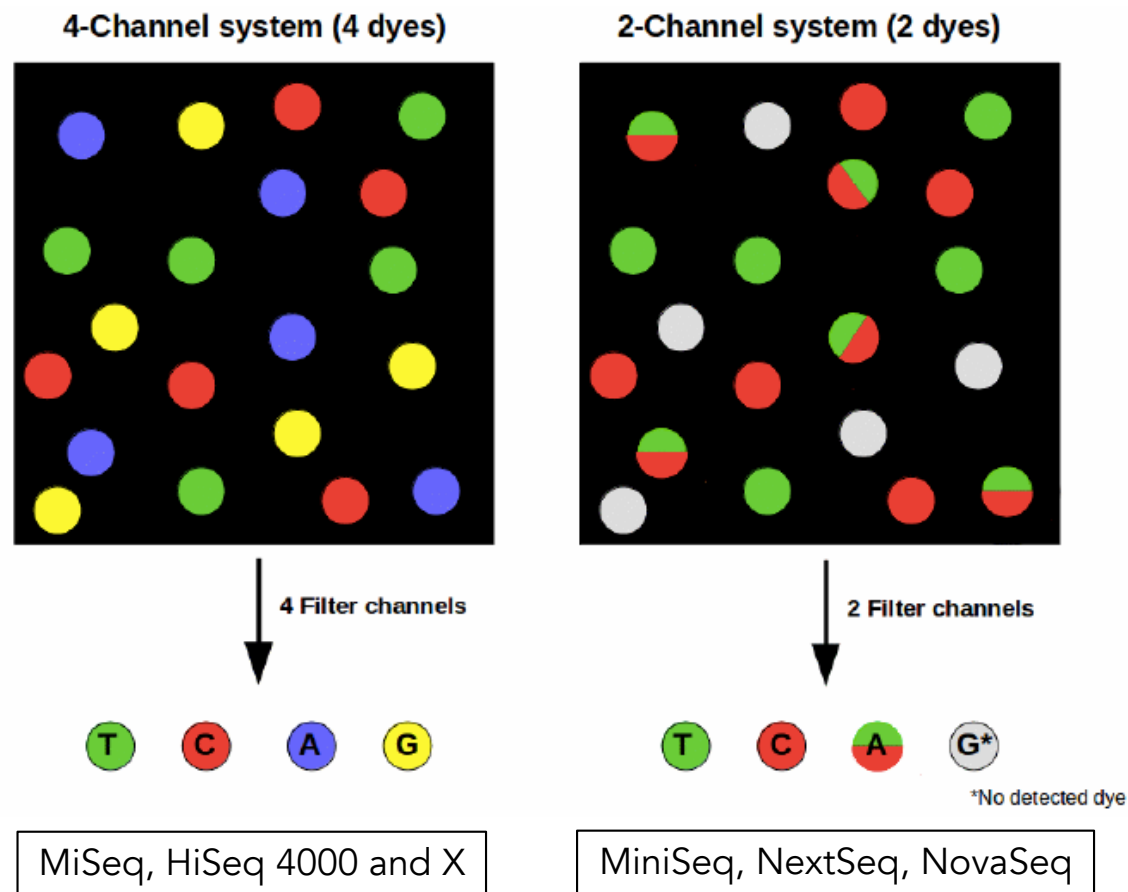 4-Channel system (4 dyes)
2-Channel system (2 dyes)
4 Filter channels
2 Filter channels
T C A G
T C A G*
*No detected dye
MiSeq, HiSeq 4000 and X
MiniSeq, NextSeq, NovaSeq